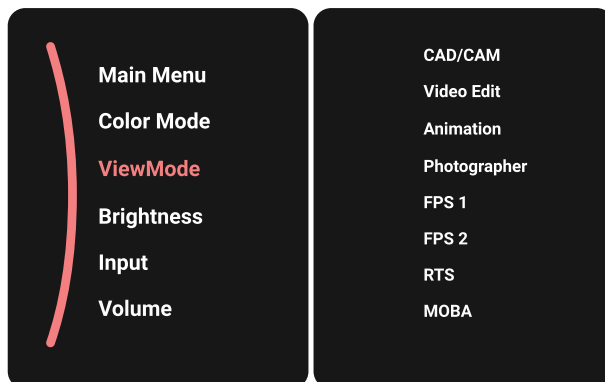 Main Menu
Color Mode
ViewMode
Brightness
Input
Volume
CAD/CAM
Video Edit
Animation
Photographer
FPS 1
FPS 2
RTS
MOBA